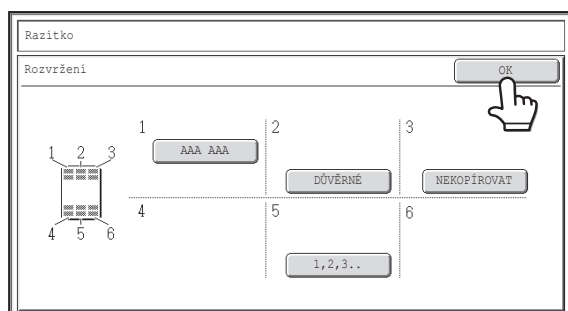 Razítko
Rozvržení
OK
1 2 3
4 5 6
1
AAA AAA
2
DŮVĚRNÉ
3
NEKOPÍROVAT
4
5
1,2,3..
6